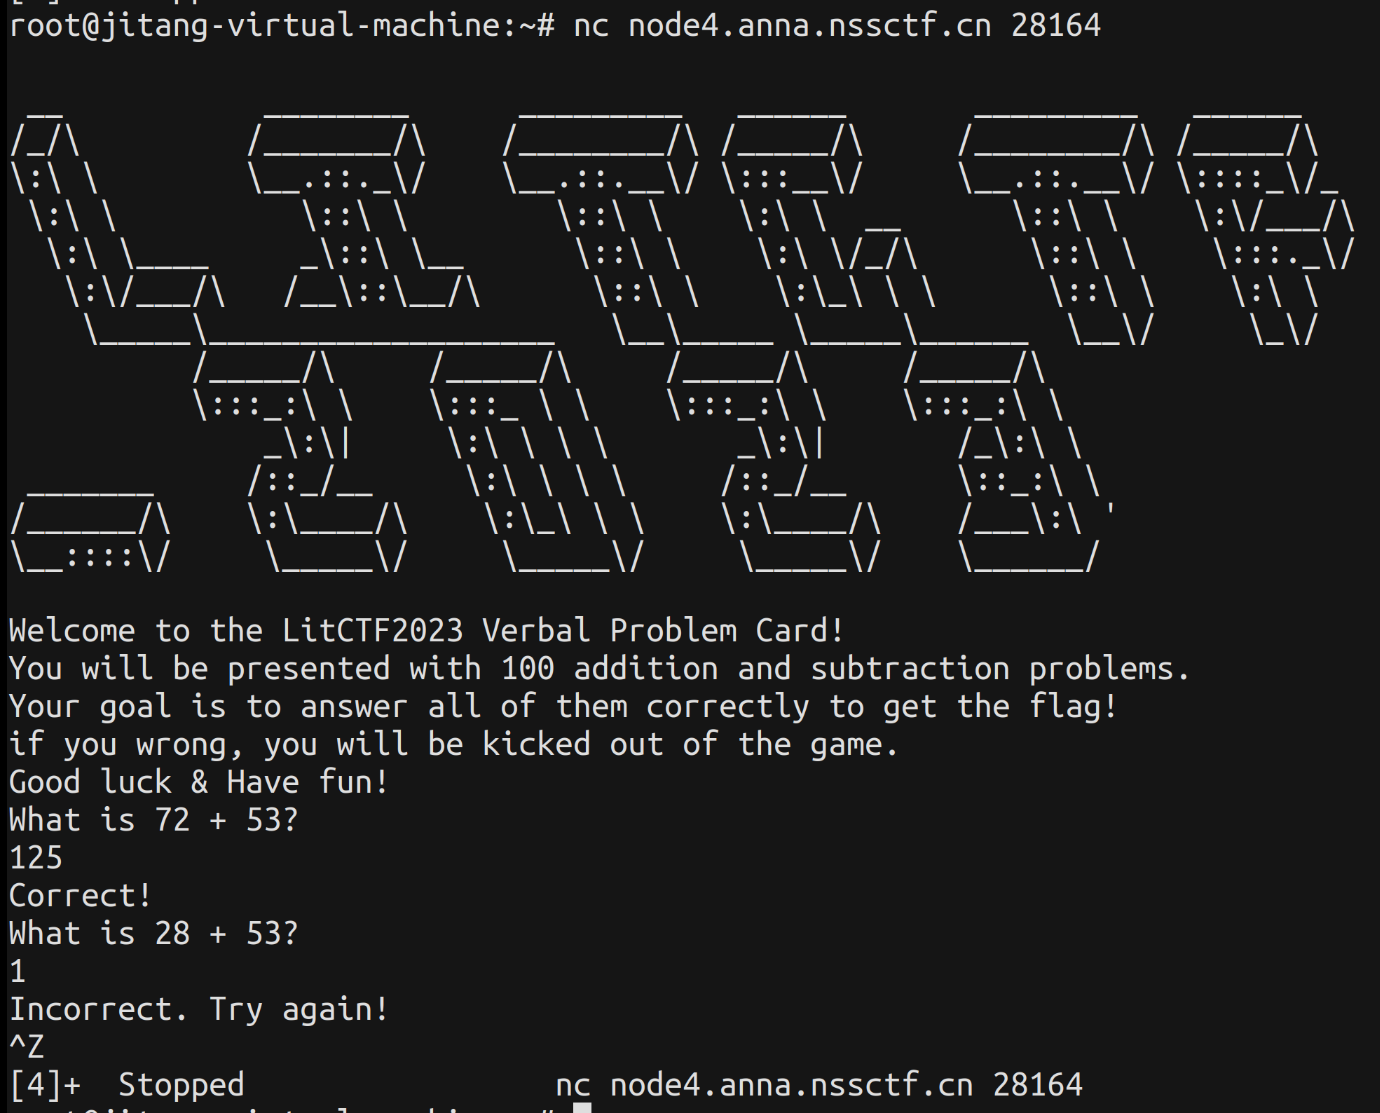 root@jitang-virtual-machine:~# nc node4.anna.nssctf.cn 28164
Welcome to the LitCTF2023 Verbal Problem Card!
You will be presented with 100 addition and subtraction problems.
Your goal is to answer all of them correctly to get the flag!
if you wrong, you will be kicked out of the game.
Good luck & Have fun!
What is 72 + 53?
125
Correct!
What is 28 + 53?
1
Incorrect. Try again!
^Z
[4]+  Stopped                 nc node4.anna.nssctf.cn 28164